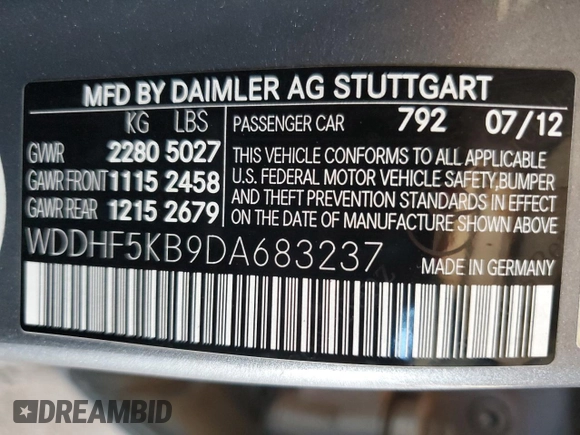 MFD BY DAIMLER AG STUTTGART
KG LBS
GVWR 2280 5027
GAWR FRONT 1115 2458
GAWR REAR 1215 2679
PASSENGER CAR 792 07/12
THIS VEHICLE CONFORMS TO ALL APPLICABLE
U.S. FEDERAL MOTOR VEHICLE SAFETY, BUMPER
AND THEFT PREVENTION STANDARDS IN EFFECT
ON THE DATE OF MANUFACTURE SHOWN ABOVE.
WDDHF5KB9DA683237
MADE IN GERMANY
DREAMBID